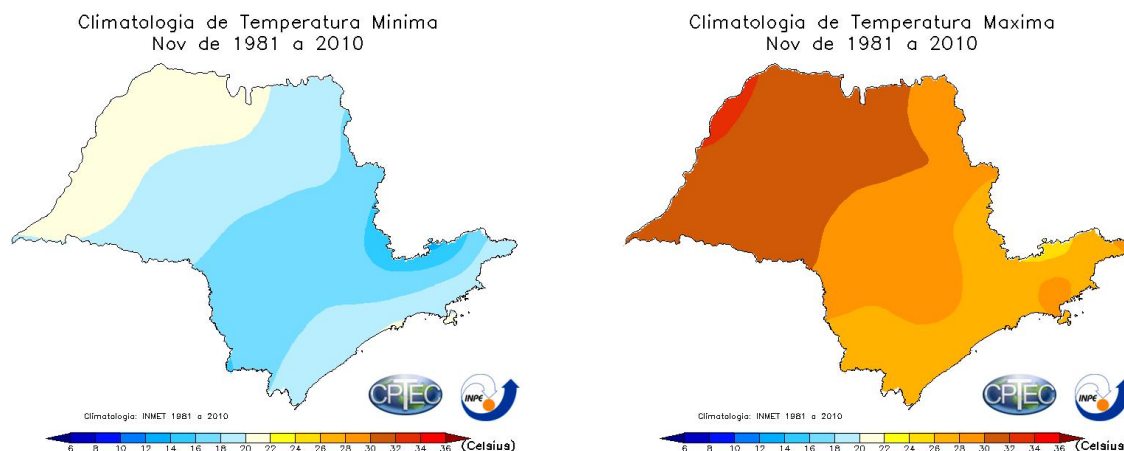 Climatologia de Temperatura Minima
Nov de 1981 a 2010
CPTEC
INPE
Climatologia: INMET 1981 a 2010
6 8 10 12 14 16 18 20 22 24 26 28 30 32 34 36 (Celsius)
Climatologia de Temperatura Maxima
Nov de 1981 a 2010
CPTEC
INPE
Climatologia: INMET 1981 a 2010
6 8 10 12 14 16 18 20 22 24 26 28 30 32 34 36 (Celsius)